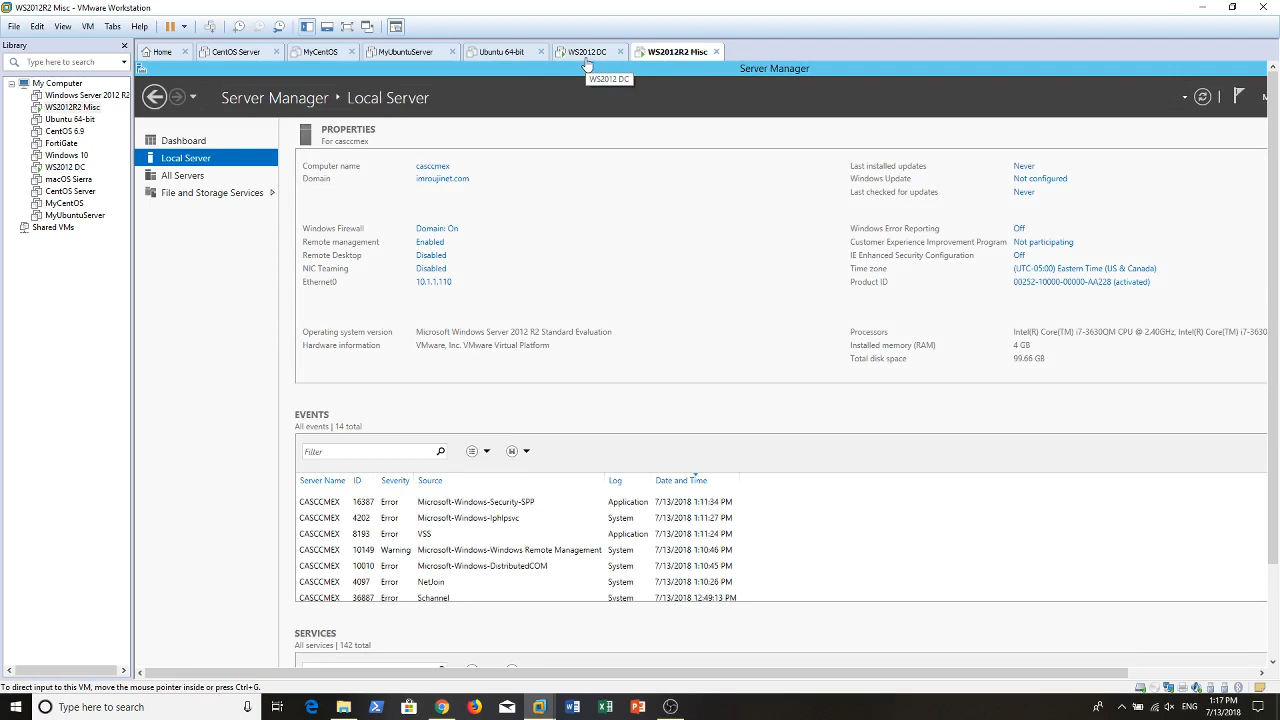 WS2012R2 Misc - VMware Workstation
File Edit View VM Tabs Help
Library
Type here to search
My Computer
Windows Server 2012 R2
WS2012R2 Misc
Ubuntu 64-bit
CentOS 6.9
FortiGate
Windows 10
WS2012 DC
macOS Sierra
CentOS Server
MyCentOS
MyUbuntuServer
Shared VMs
Home CentOS Server MyCentOS MyUbuntuServer Ubuntu 64-bit WS2012 DC WS2012R2 Misc
Server Manager
WS2012 DC
Server Manager Local Server
Dashboard
Local Server
All Servers
File and Storage Services
PROPERTIES
For casccmex
Computer name casccmex
Domain imroujinet.com
Last installed updates Never
Windows Update Not configured
Last checked for updates Never
Windows Firewall Domain: On
Remote management Enabled
Remote Desktop Disabled
NIC Teaming Disabled
Ethernet0 10.1.1.110
Windows Error Reporting Off
Customer Experience Improvement Program Not participating
IE Enhanced Security Configuration Off
Time zone (UTC-05:00) Eastern Time (US & Canada)
Product ID 00252-10000-00000-AA228 (activated)
Operating system version Microsoft Windows Server 2012 R2 Standard Evaluation
Hardware information VMware, Inc. VMware Virtual Platform
Processors Intel(R) Core(TM) i7-3630QM CPU @ 2.40GHz, Intel(R) Core(TM) i7-3630
Installed memory (RAM) 4 GB
Total disk space 99.66 GB
EVENTS
All events | 14 total
Filter
Server Name ID Severity Source Log Date and Time
CASCCMEX 16387 Error Microsoft-Windows-Security-SPP Application 7/13/2018 1:11:34 PM
CASCCMEX 4202 Error Microsoft-Windows-Iphlpsvc System 7/13/2018 1:11:27 PM
CASCCMEX 8193 Error VSS Application 7/13/2018 1:11:24 PM
CASCCMEX 10149 Warning Microsoft-Windows-Windows Remote Management System 7/13/2018 1:10:46 PM
CASCCMEX 10010 Error Microsoft-Windows-DistributedCOM System 7/13/2018 1:10:45 PM
CASCCMEX 4097 Error NetJoin System 7/13/2018 1:10:26 PM
CASCCMEX 36887 Error Schannel System 7/13/2018 12:49:13 PM
SERVICES
All services | 142 total
To direct input to this VM, move the mouse pointer inside or press Ctrl+G.
Type here to search
1:17 PM
7/13/2018